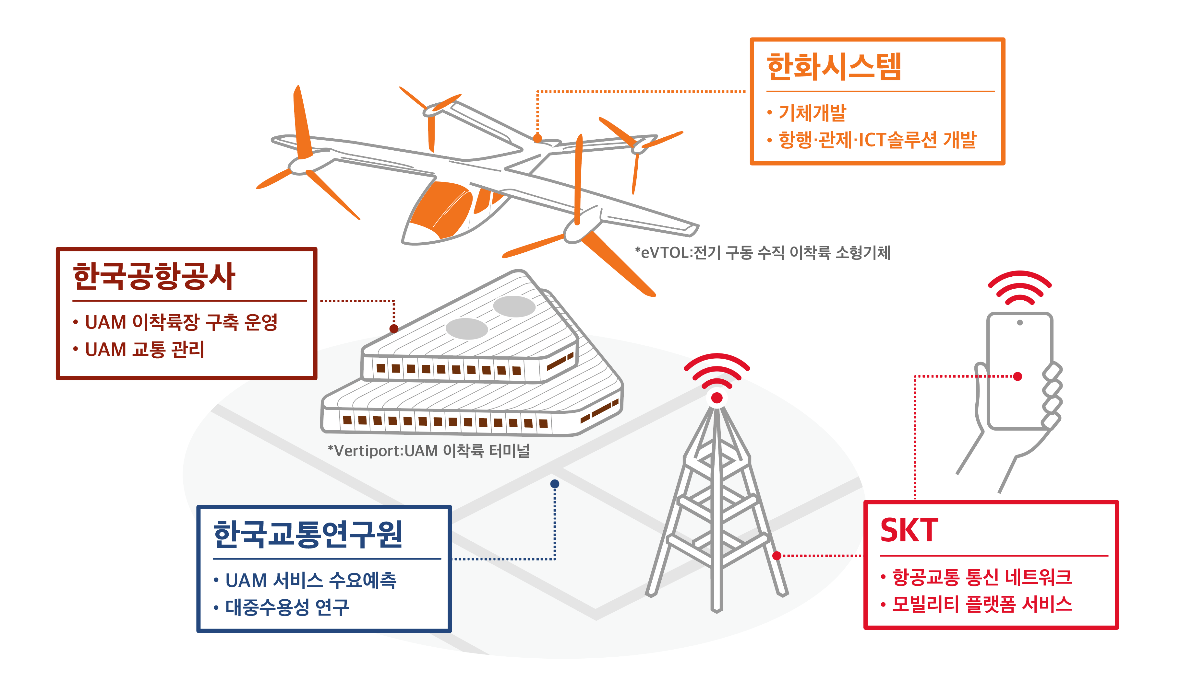 한화시스템
• 기체개발
• 항행·관제·ICT솔루션 개발
*eVTOL:전기 구동 수직 이착륙 소형기체
한국공항공사
• UAM 이착륙장 구축 운영
• UAM 교통 관리
*Vertiport:UAM 이착륙 터미널
한국교통연구원
• UAM 서비스 수요예측
• 대중수용성 연구
SKT
• 항공교통 통신 네트워크
• 모빌리티 플랫폼 서비스